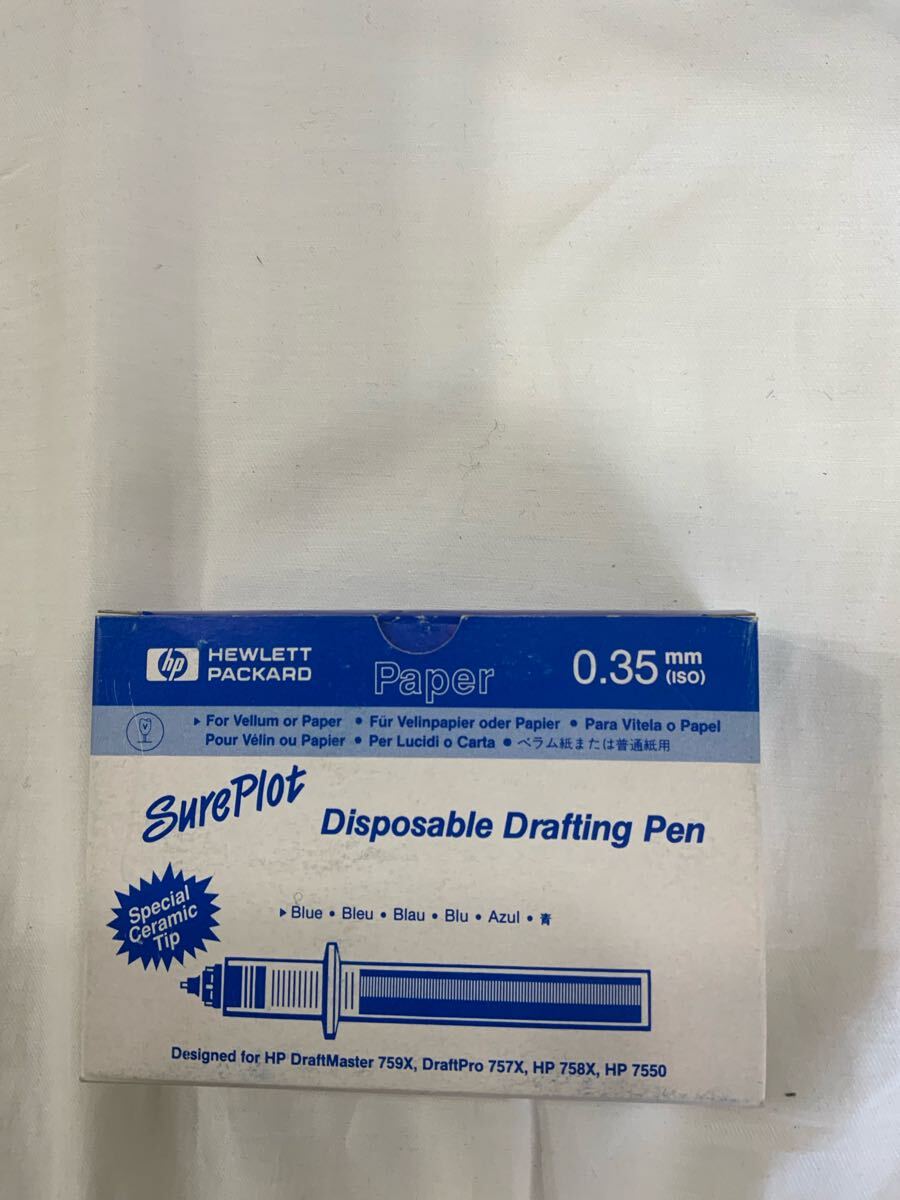 hp HEWLETT PACKARD
Paper
0.35 mm (ISO)
▸ For Vellum or Paper • Für Velinpapier oder Papier • Para Vitela o Papel
Pour Vélin ou Papier • Per Lucidi o Carta • ベラム紙または普通紙用
V
SurePlot
Disposable Drafting Pen
Special
Ceramic
Tip
▸ Blue • Bleu • Blau • Blu • Azul • 青
Designed for HP DraftMaster 759X, DraftPro 757X, HP 758X, HP 7550